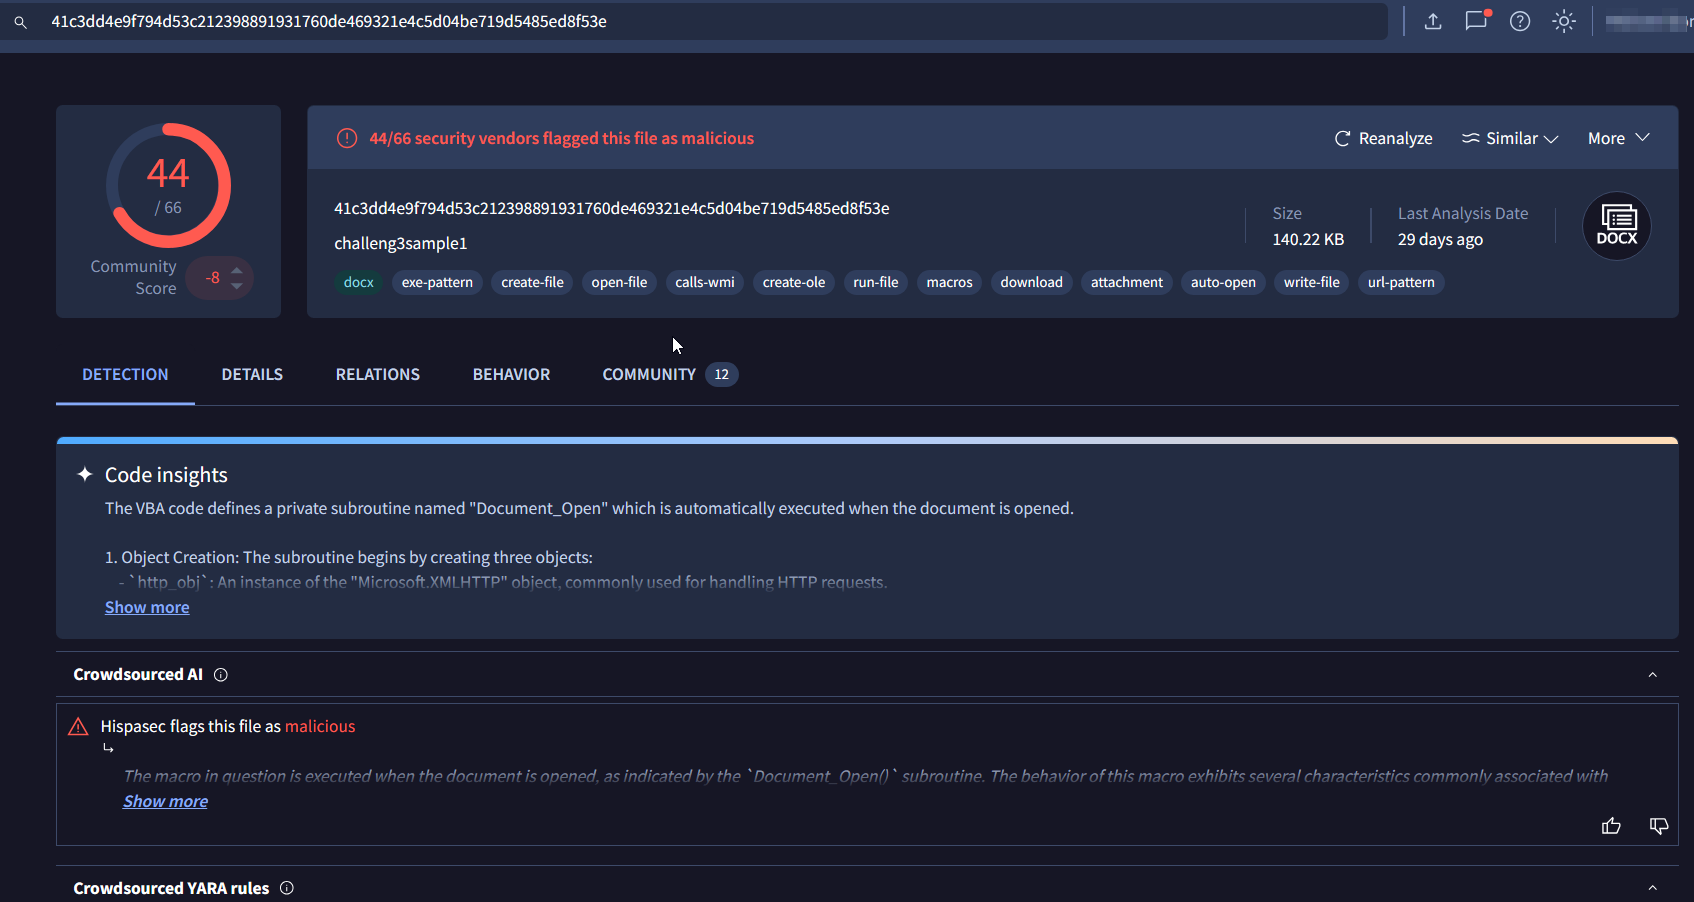 41c3dd4e9f794d53c212398891931760de469321e4c5d04be719d5485ed8f53e
44
/ 66
Community
Score
-8
44/66 security vendors flagged this file as malicious
Reanalyze
Similar
More
41c3dd4e9f794d53c212398891931760de469321e4c5d04be719d5485ed8f53e
challeng3sample1
Size
140.22 KB
Last Analysis Date
29 days ago
DOCX
docx exe-pattern create-file open-file calls-wmi create-ole run-file macros download attachment auto-open write-file url-pattern
DETECTION DETAILS RELATIONS BEHAVIOR COMMUNITY 12
Code insights
The VBA code defines a private subroutine named "Document_Open" which is automatically executed when the document is opened.
1. Object Creation: The subroutine begins by creating three objects:
- `http_obj`: An instance of the "Microsoft.XMLHTTP" object, commonly used for handling HTTP requests.
Show more
Crowdsourced AI
Hispasec flags this file as malicious
The macro in question is executed when the document is opened, as indicated by the `Document_Open()` subroutine. The behavior of this macro exhibits several characteristics commonly associated with
Show more
Crowdsourced YARA rules